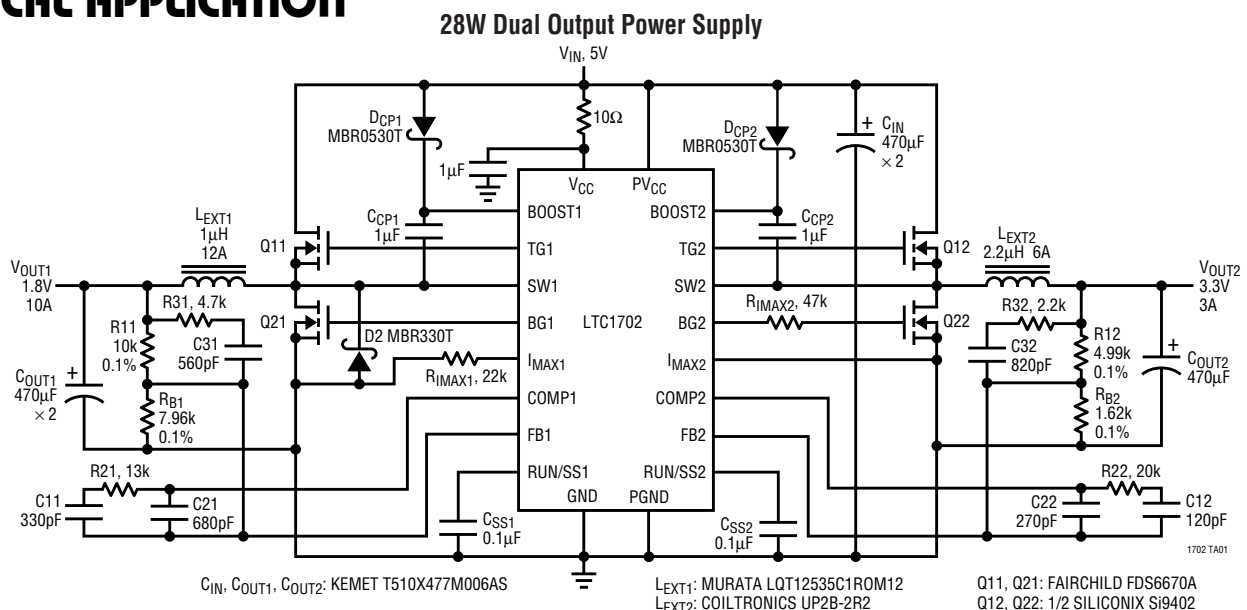 CAL APPLICATION
28W Dual Output Power Supply
VIN, 5V
DCP1
MBR0530T
10Ω
1µF
DCP2
MBR0530T
+
CIN
470µF
× 2
VCC
PVCC
BOOST1
BOOST2
LEXT1
1µH
12A
Q11
CCP1
1µF
TG1
TG2
CCP2
1µF
Q12
LEXT2
2.2µH 6A
VOUT1
1.8V
10A
SW1
SW2
VOUT2
3.3V
3A
R31, 4.7k
R11
10k
0.1%
C31
560pF
Q21
D2 MBR330T
BG1
LTC1702
BG2
RIMAX2, 47k
Q22
R32, 2.2k
C32
820pF
R12
4.99k
0.1%
+
COUT2
470µF
COUT1
470µF
× 2
+
RIMAX1, 22k
IMAX1
IMAX2
RB1
7.96k
0.1%
COMP1
COMP2
RB2
1.62k
0.1%
FB1
FB2
R21, 13k
RUN/SS1
RUN/SS2
R22, 20k
C11
330pF
C21
680pF
GND
PGND
CSS1
0.1µF
CSS2
0.1µF
C22
270pF
C12
120pF
1702 TA01
CIN, COUT1, COUT2: KEMET T510X477M006AS
LEXT1: MURATA LQT12535C1ROM12
LEXT2: COILTRONICS UP2B-2R2
Q11, Q21: FAIRCHILD FDS6670A
Q12, Q22: 1/2 SILICONIX Si9402